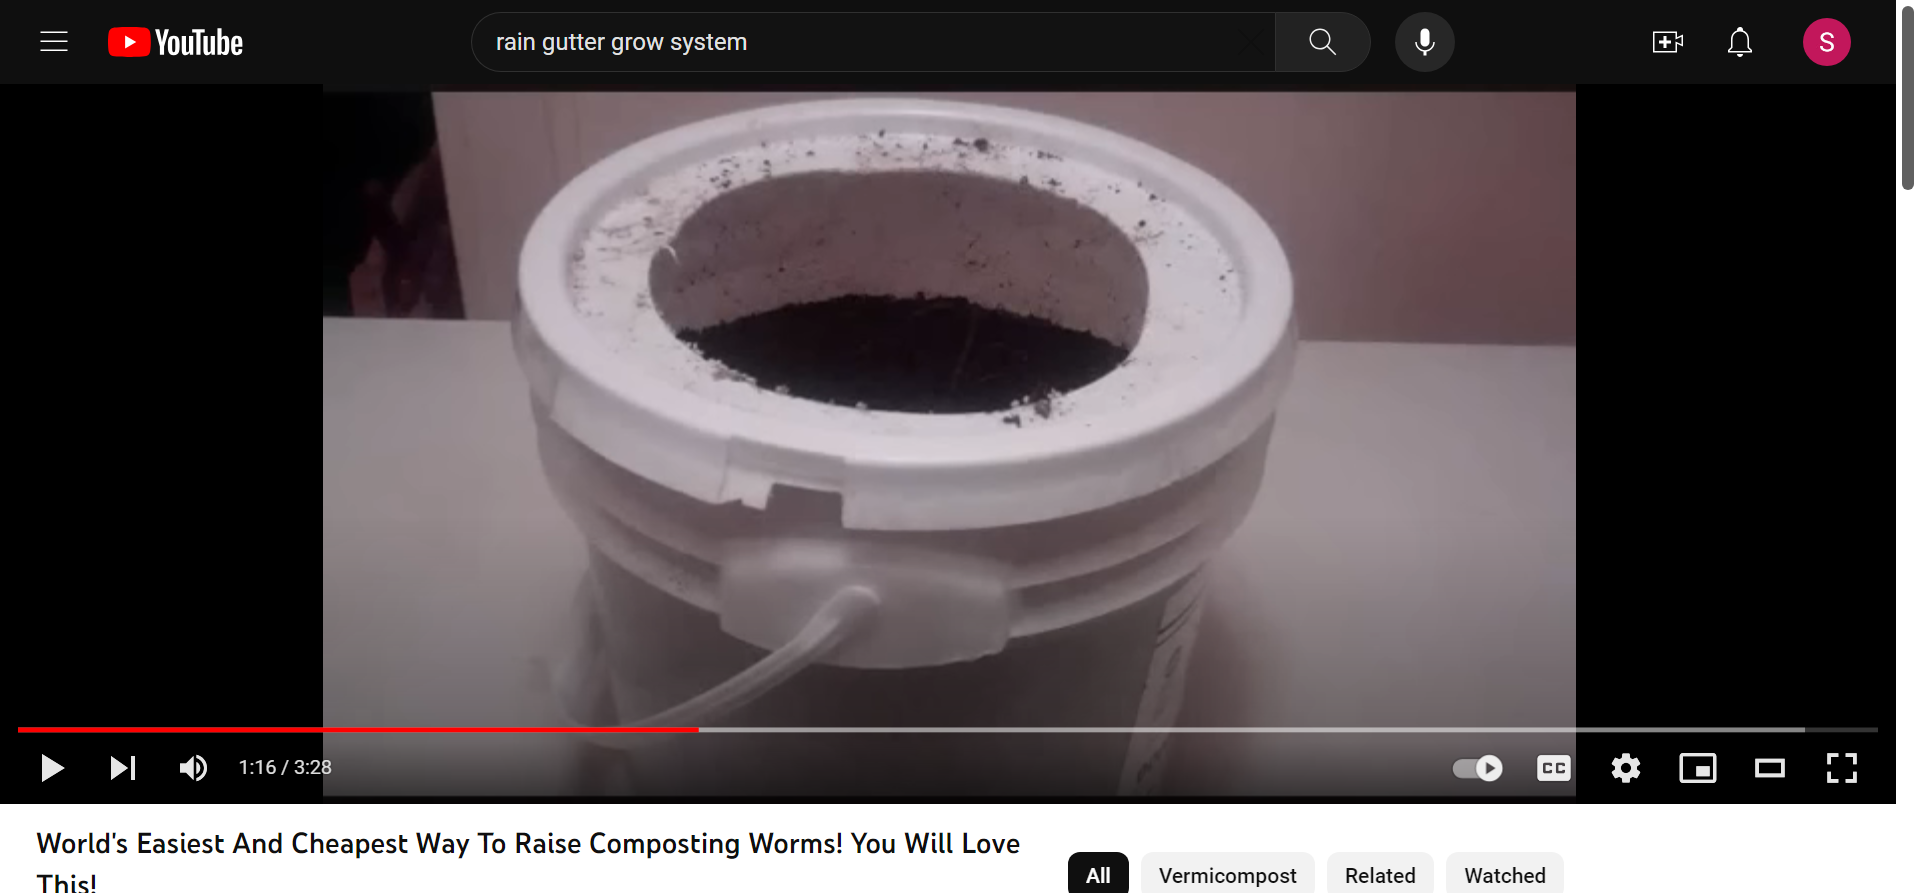 YouTube
rain gutter grow system
S
1:16 / 3:28
CC
World's Easiest And Cheapest Way To Raise Composting Worms! You Will Love
This!
All
Vermicompost
Related
Watched